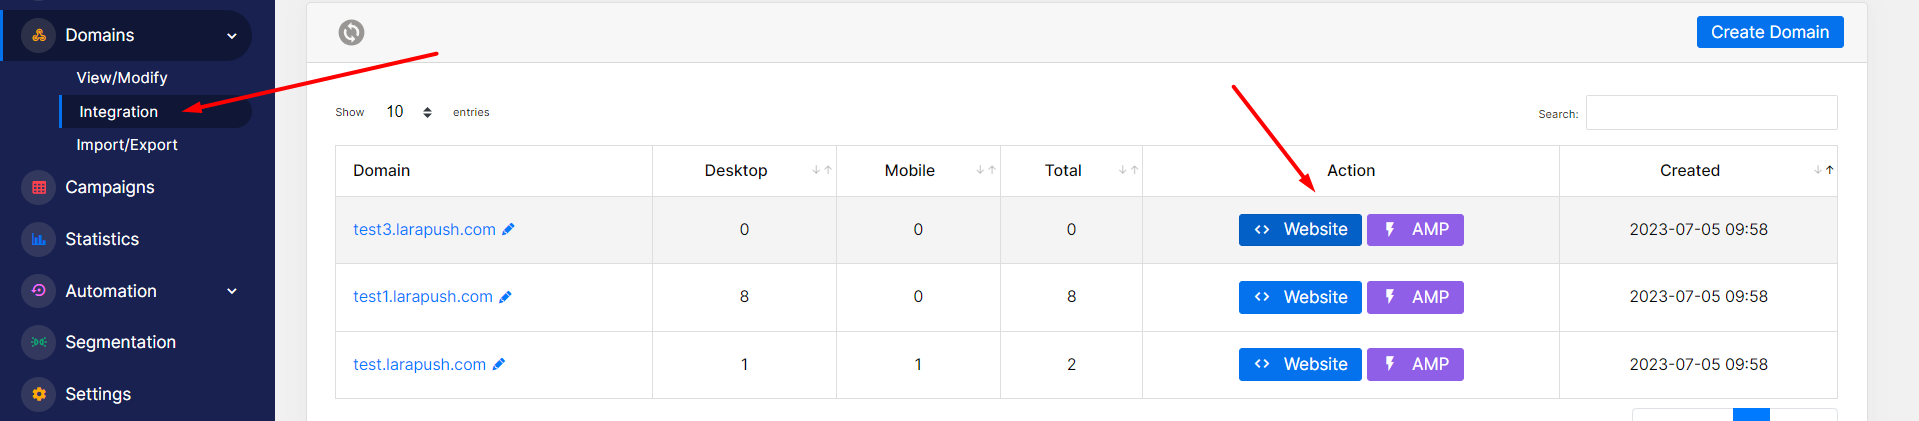 Domains
View/Modify
Integration
Import/Export
Campaigns
Statistics
Automation
Segmentation
Settings
Create Domain
Show 10 entries
Search:
Domain Desktop Mobile Total Action Created
test3.larapush.com 0 0 0 Website AMP 2023-07-05 09:58
test1.larapush.com 8 0 8 Website AMP 2023-07-05 09:58
test.larapush.com 1 1 2 Website AMP 2023-07-05 09:58